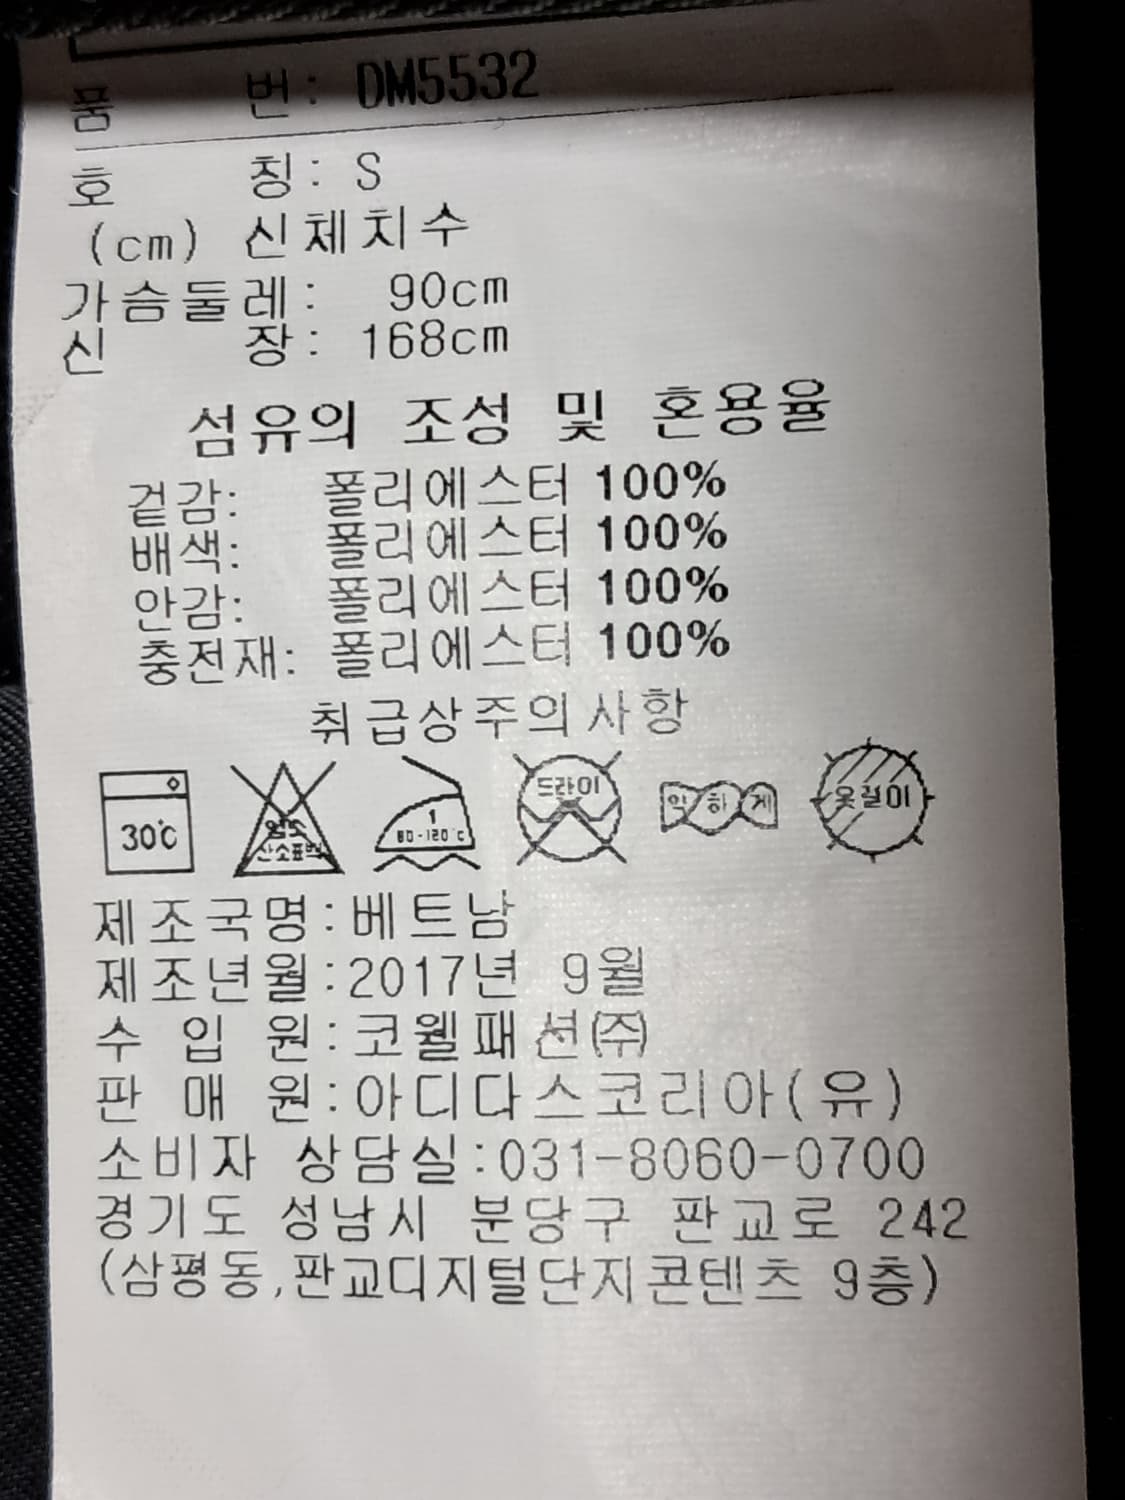 품 번: DM5532
호 칭: S
(cm) 신체치수
가슴둘레: 90cm
신 장: 168cm
섬유의 조성 및 혼용율
겉감: 폴리에스터 100%
배색: 폴리에스터 100%
안감: 폴리에스터 100%
충전재: 폴리에스터 100%
취급상주의사항
30℃ 염소 산소표백 1 80-120℃ 드라이 약하게 옷걸이
제조국명:베트남
제조년월:2017년 9월
수 입 원:코웰패션㈜
판 매 원:아디다스코리아(유)
소비자 상담실:031-8060-0700
경기도 성남시 분당구 판교로 242
(삼평동,판교디지털단지콘텐츠 9층)